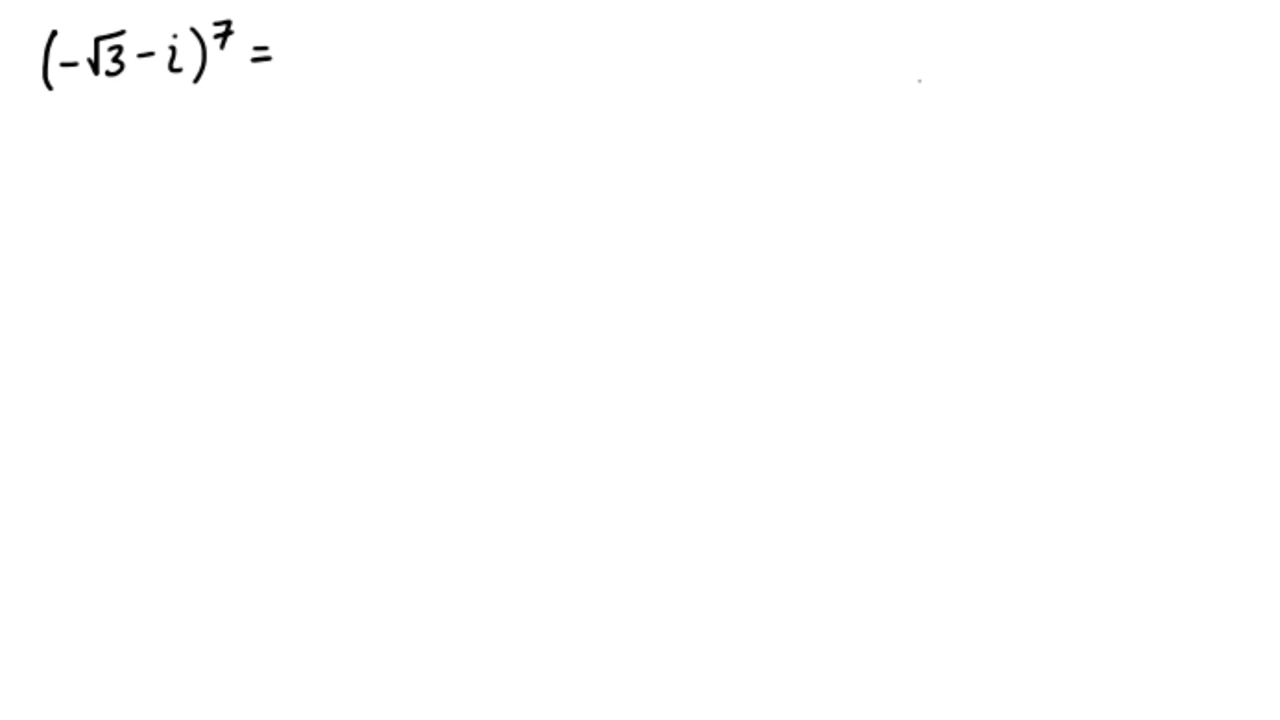 (-√3 - i)⁷ =